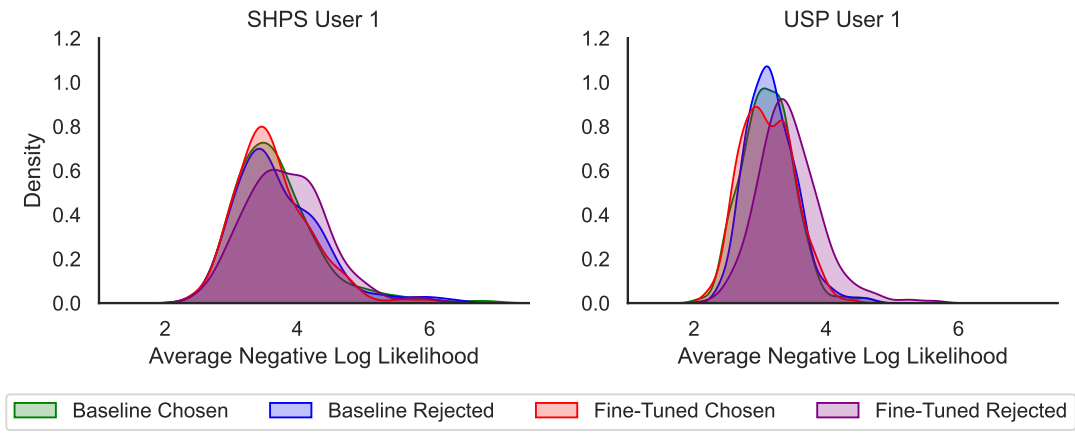 SHPS User 1
1.2
1.0
0.8
0.6
0.4
0.2
0.0
Density
2 4 6
Average Negative Log Likelihood
USP User 1
1.2
1.0
0.8
0.6
0.4
0.2
0.0
2 4 6
Average Negative Log Likelihood
Baseline Chosen Baseline Rejected Fine-Tuned Chosen Fine-Tuned Rejected